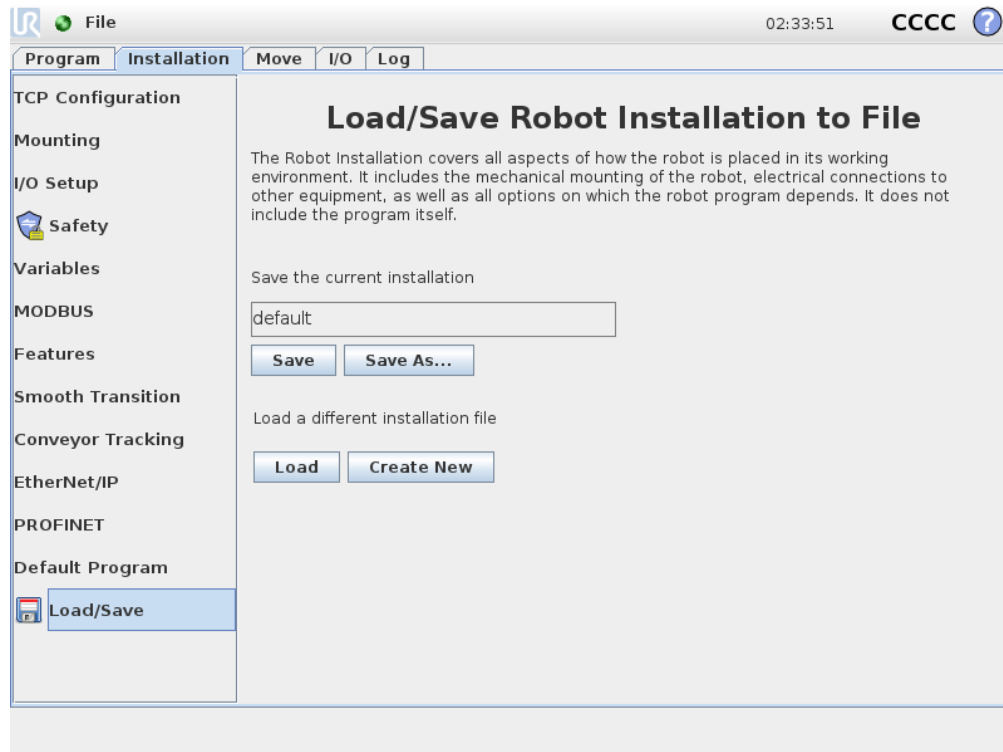 UR File 02:33:51 CCCC ?
Program Installation Move I/O Log
TCP Configuration
Mounting
I/O Setup
Safety
Variables
MODBUS
Features
Smooth Transition
Conveyor Tracking
EtherNet/IP
PROFINET
Default Program
Load/Save
Load/Save Robot Installation to File
The Robot Installation covers all aspects of how the robot is placed in its working
environment. It includes the mechanical mounting of the robot, electrical connections to
other equipment, as well as all options on which the robot program depends. It does not
include the program itself.
Save the current installation
default
Save Save As...
Load a different installation file
Load Create New